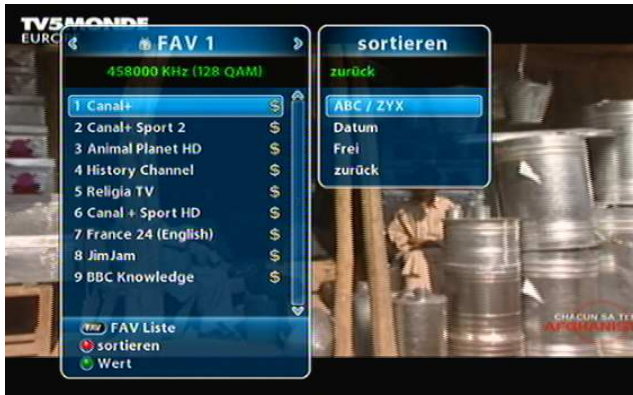 TV5MONDE
EURO
FAV 1
458000 KHz (128 QAM)
1 Canal+ $
2 Canal+ Sport 2 $
3 Animal Planet HD $
4 History Channel $
5 Religia TV $
6 Canal + Sport HD $
7 France 24 (English) $
8 JimJam $
9 BBC Knowledge $
FAV FAV Liste
sortieren
Wert
sortieren
zurück
ABC / ZYX
Datum
Frei
zurück
CHACUN SA TE
AFGHANIS